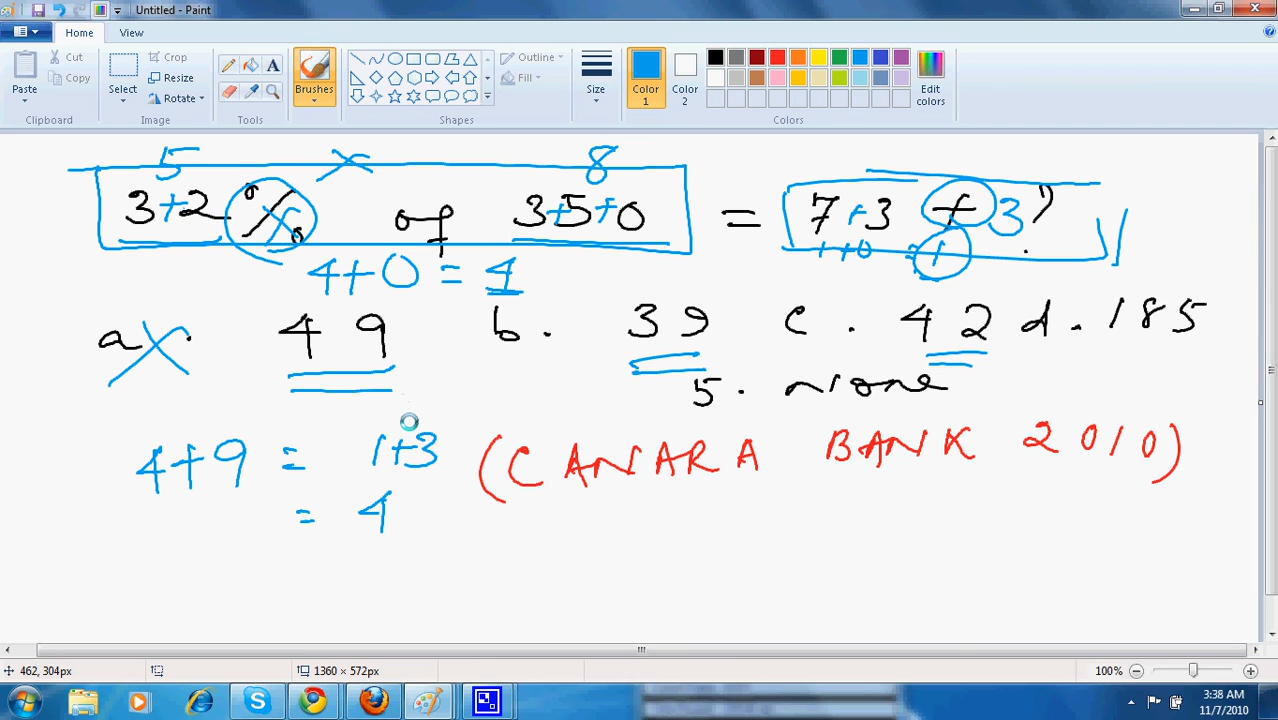 Untitled - Paint
Home View
Paste
Cut
Copy
Clipboard
Select
Crop
Resize
Rotate
Image
Tools
Brushes
Shapes
Outline
Fill
Size
Color 1
Color 2
Edit colors
Colors
5 × 8
3+2 % of 3+5+0 = 7+3 + 3 ?
4+0 = 4 1+0 = 1
a. 49 b. 39 c. 42 d. 185
5. none
4+9 = 1+3 (CANARA BANK 2010)
= 4
462, 304px
1360 × 572px
100%
3:38 AM
11/7/2010